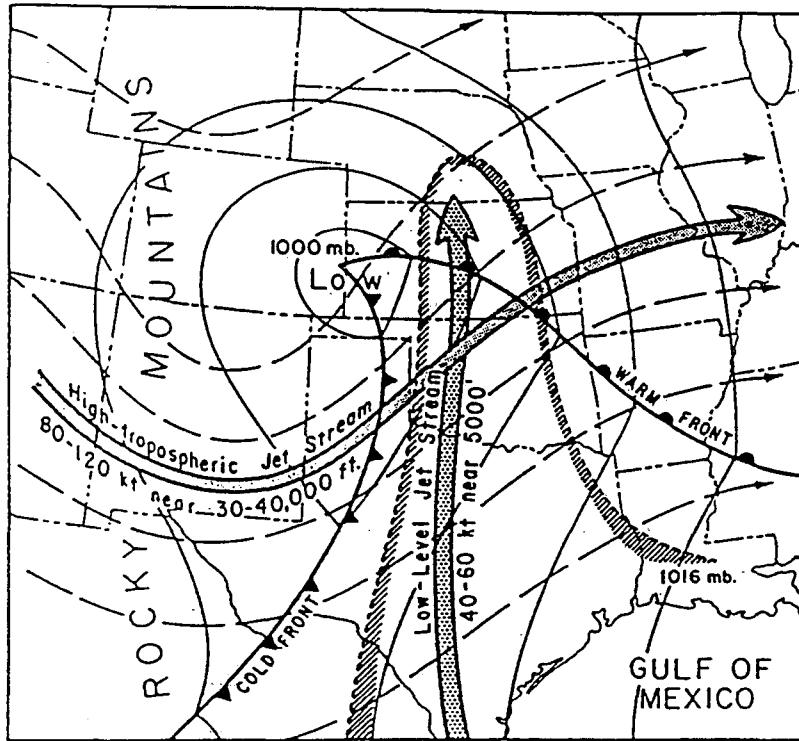 ROCKY MOUNTAINS
1000 mb.
Low
High-tropospheric Jet Stream
80-120 kt near 30-40,000 ft.
COLD FRONT
Low-Level Jet Stream
40-60 kt near 5000'
WARM FRONT
1016 mb.
GULF OF
MEXICO